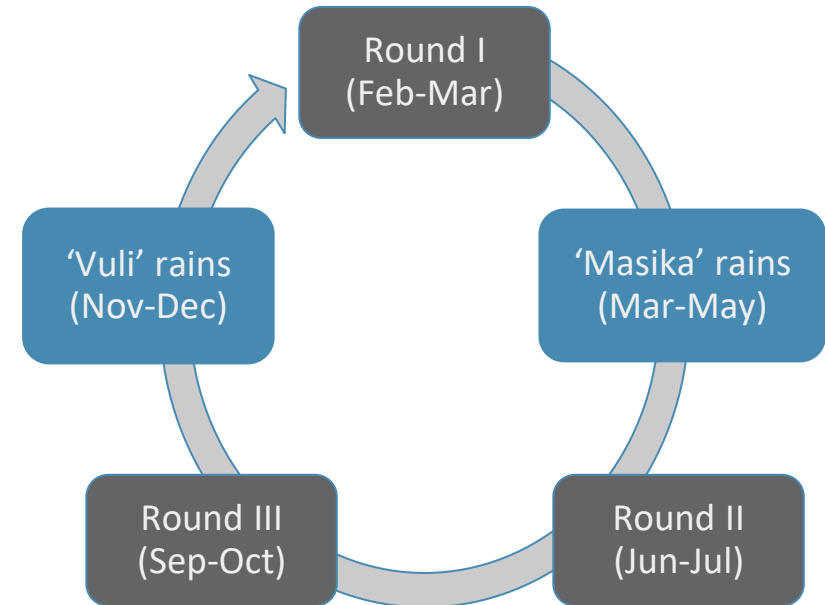 Round I
(Feb-Mar)
‘Vuli’ rains
(Nov-Dec)
‘Masika’ rains
(Mar-May)
Round III
(Sep-Oct)
Round II
(Jun-Jul)